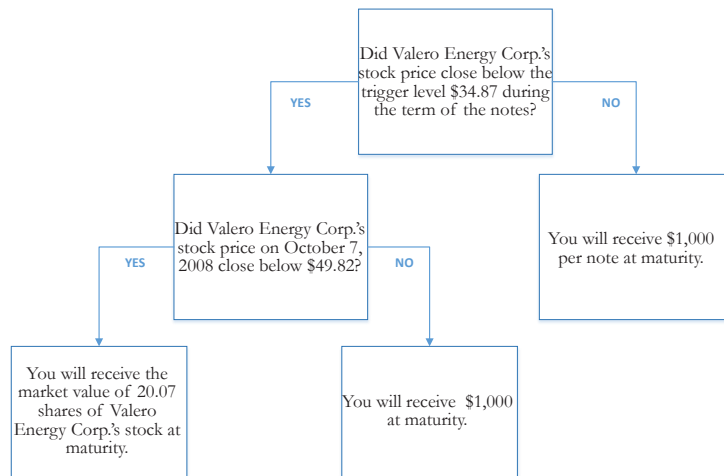 Did Valero Energy Corp.'s
stock price close below the
trigger level $34.87 during
the term of the notes?
YES
NO
Did Valero Energy Corp.'s
stock price on October 7,
2008 close below $49.82?
You will receive $1,000
per note at maturity.
YES
NO
You will receive the
market value of 20.07
shares of Valero
Energy Corp.'s stock at
maturity.
You will receive $1,000
at maturity.